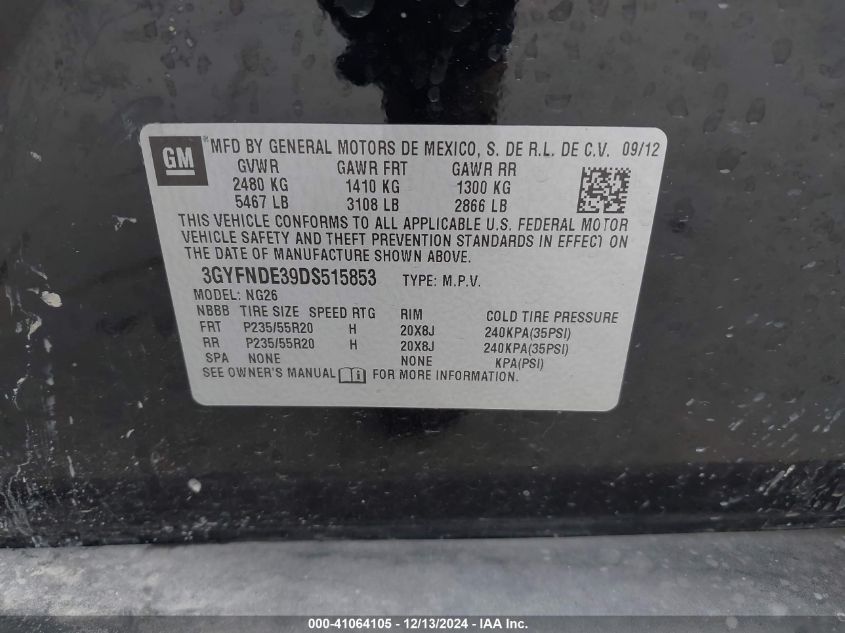 GM
MFD BY GENERAL MOTORS DE MEXICO, S. DE R.L. DE C.V. 09/12
GVWR GAWR FRT GAWR RR
2480 KG 1410 KG 1300 KG
5467 LB 3108 LB 2866 LB
THIS VEHICLE CONFORMS TO ALL APPLICABLE U.S. FEDERAL MOTOR
VEHICLE SAFETY AND THEFT PREVENTION STANDARDS IN EFFECT ON
THE DATE OF MANUFACTURE SHOWN ABOVE.
3GYFNDE39DS515853 TYPE: M.P.V.
MODEL: NG26
NBBB TIRE SIZE SPEED RTG RIM COLD TIRE PRESSURE
FRT P235/55R20 H 20X8J 240KPA(35PSI)
RR P235/55R20 H 20X8J 240KPA(35PSI)
SPA NONE NONE KPA(PSI)
SEE OWNER'S MANUAL FOR MORE INFORMATION.
000-41064105 - 12/13/2024 - IAA Inc.